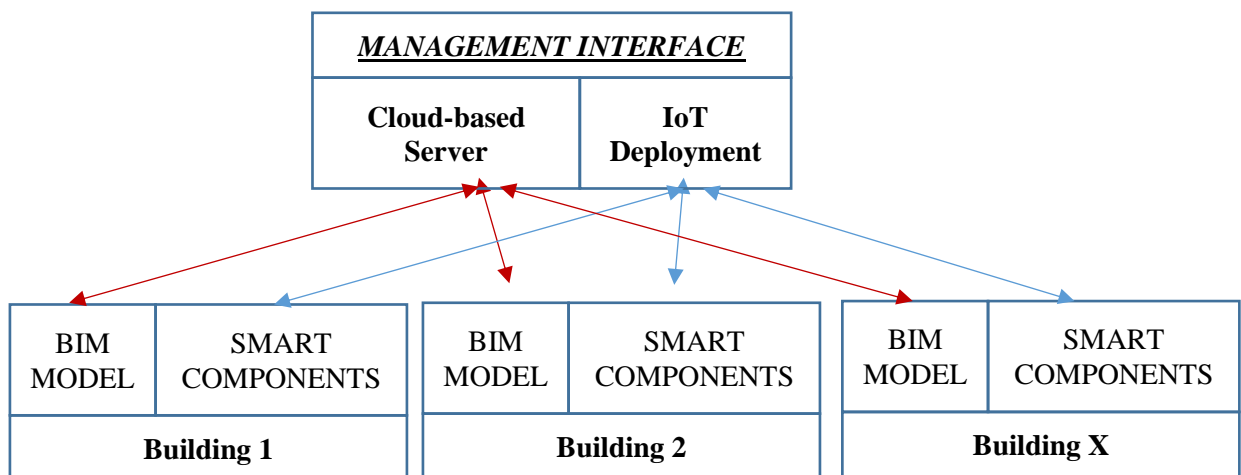 MANAGEMENT INTERFACE
Cloud-based
Server
IoT
Deployment
BIM
MODEL
SMART
COMPONENTS
Building 1
BIM
MODEL
SMART
COMPONENTS
Building 2
BIM
MODEL
SMART
COMPONENTS
Building X